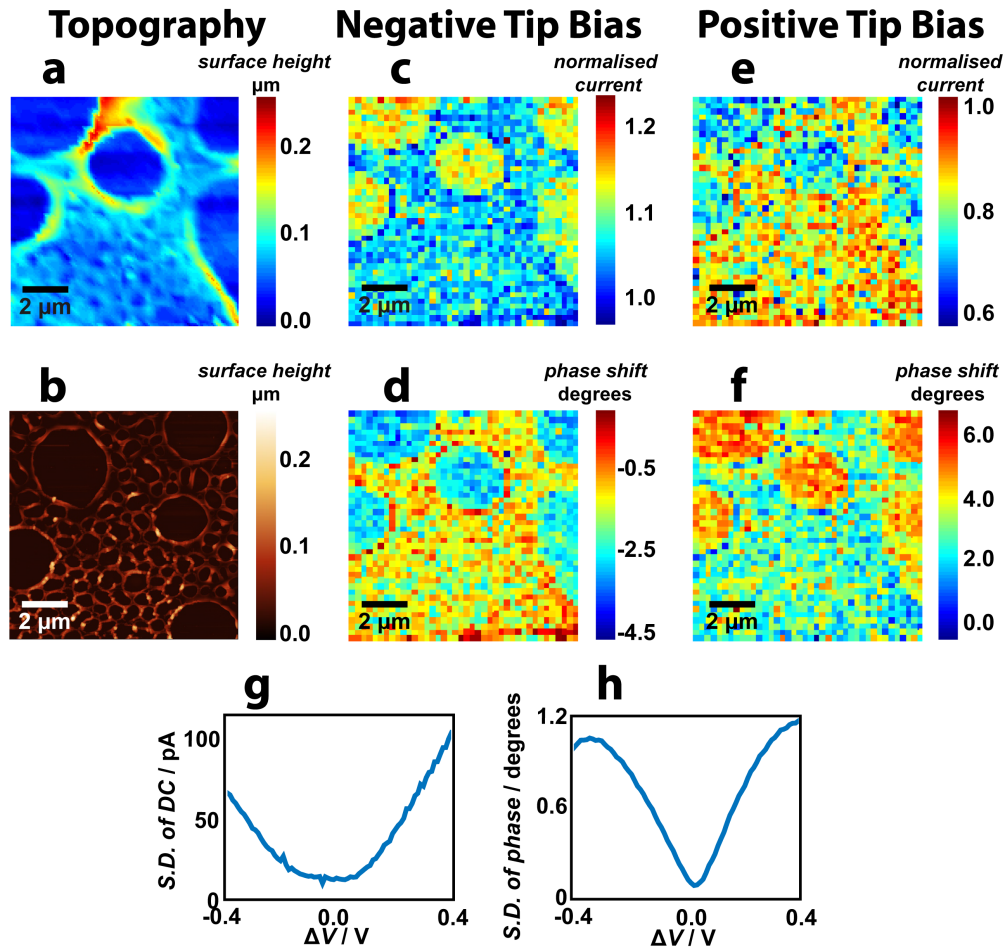 Topography
Negative Tip Bias
Positive Tip Bias
a
surface height
µm
0.2
0.1
0.0
2 µm
c
normalised
current
1.2
1.1
1.0
2 µm
e
normalised
current
1.0
0.8
0.6
2 µm
b
surface height
µm
0.2
0.1
0.0
2 µm
d
phase shift
degrees
-0.5
-2.5
-4.5
2 µm
f
phase shift
degrees
6.0
4.0
2.0
0.0
2 µm
g
S.D. of DC / pA
100
50
0
-0.4
0.0
0.4
ΔV / V
h
S.D. of phase / degrees
1.2
0.6
0
-0.4
0.0
0.4
ΔV / V